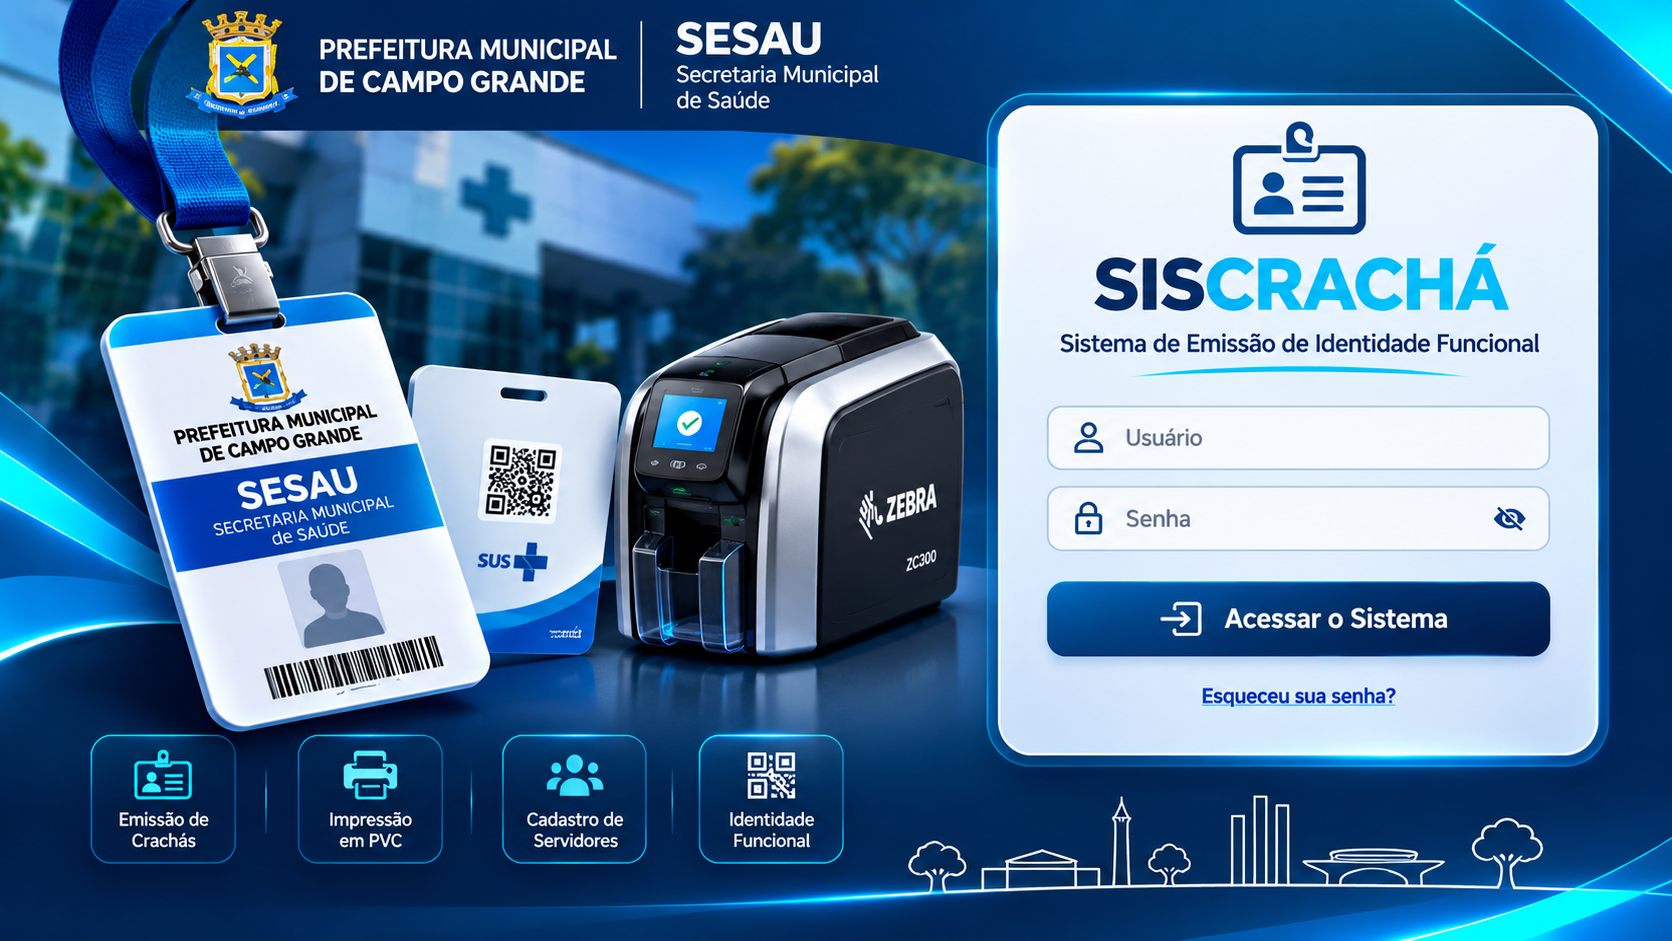 PREFEITURA MUNICIPAL
DE CAMPO GRANDE
SESAU
Secretaria Municipal
de Saúde
PREFEITURA MUNICIPAL
DE CAMPO GRANDE
SESAU
SECRETARIA MUNICIPAL
de SAÚDE
SUS
ZEBRA
ZC300
SISCRACHÁ
Sistema de Emissão de Identidade Funcional
Usuário
Senha
Acessar o Sistema
Esqueceu sua senha?
Emissão de
Crachás
Impressão
em PVC
Cadastro de
Servidores
Identidade
Funcional